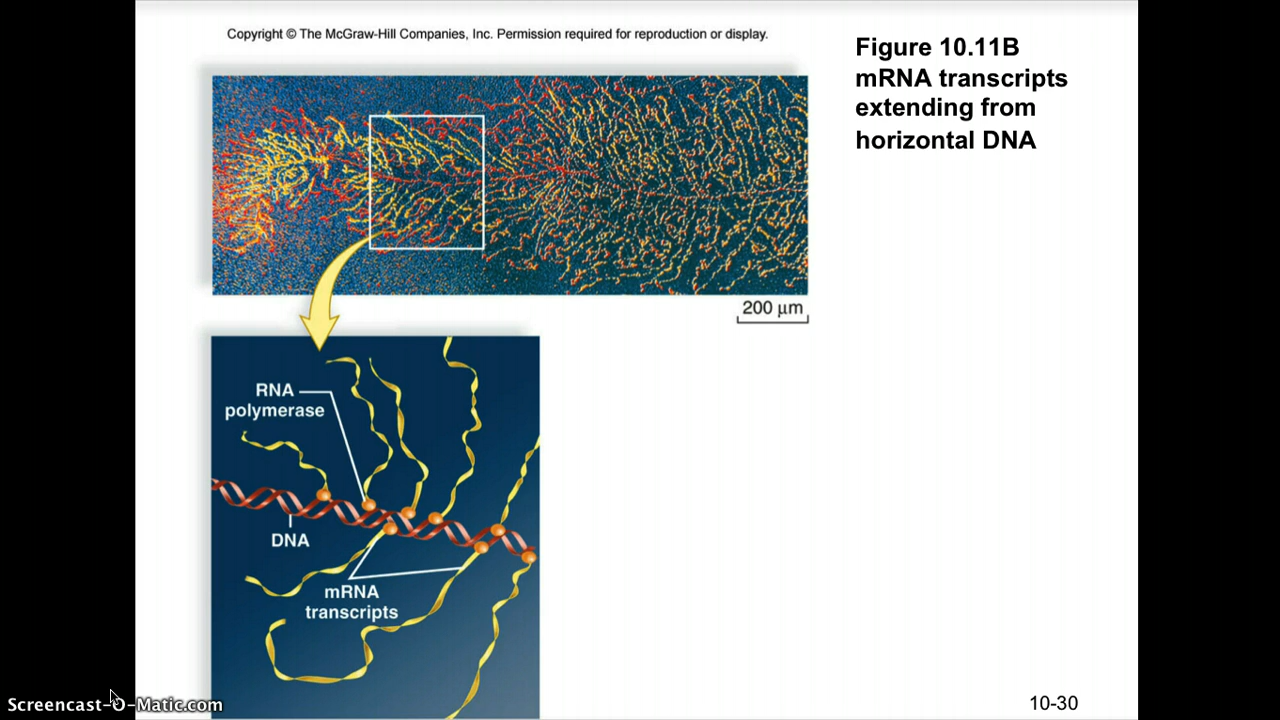 Copyright © The McGraw-Hill Companies, Inc. Permission required for reproduction or display.
Figure 10.11B
mRNA transcripts
extending from
horizontal DNA
200 µm
RNA
polymerase
DNA
mRNA
transcripts
Screencast-O-Matic.com
10-30